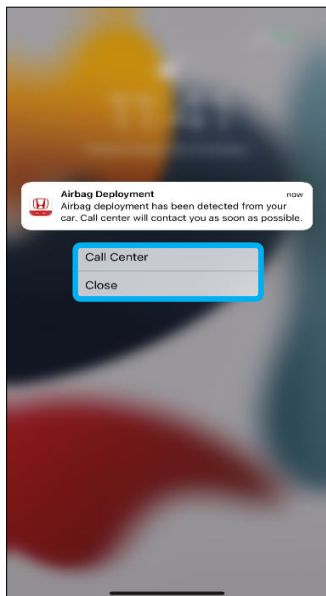 Airbag Deployment now
Airbag deployment has been detected from your
car. Call center will contact you as soon as possible.
Call Center
Close